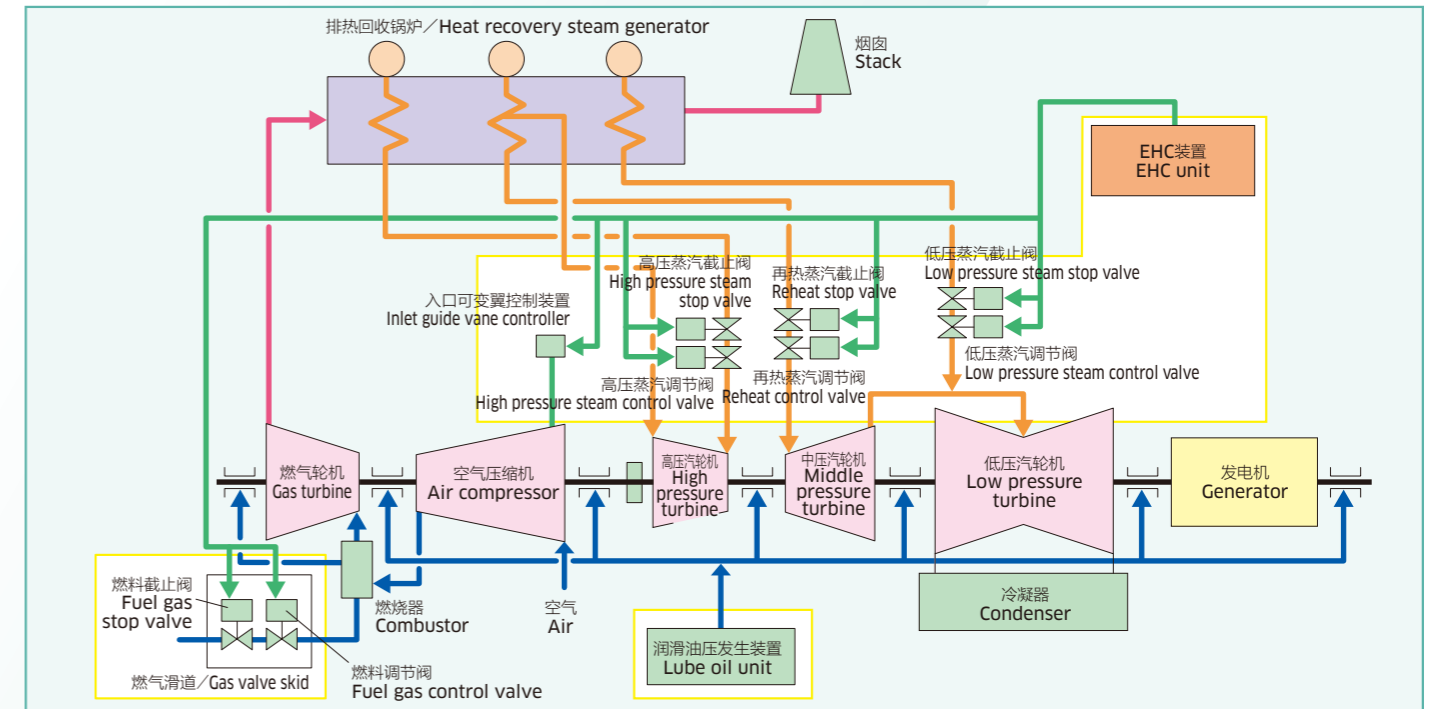 排热回收锅炉／Heat recovery steam generator
烟囱
Stack
EHC装置
EHC unit
高压蒸汽截止阀
High pressure steam
stop valve
再热蒸汽截止阀
Reheat stop valve
低压蒸汽截止阀
Low pressure steam stop valve
入口可变翼控制装置
Inlet guide vane controller
高压蒸汽调节阀
High pressure steam control valve
再热蒸汽调节阀
Reheat control valve
低压蒸汽调节阀
Low pressure steam control valve
燃气轮机
Gas turbine
空气压缩机
Air compressor
高压汽轮机
High
pressure
turbine
中压汽轮机
Middle
pressure
turbine
低压汽轮机
Low pressure
turbine
发电机
Generator
燃料截止阀
Fuel gas
stop valve
燃烧器
Combustor
空气
Air
冷凝器
Condenser
润滑油压发生装置
Lube oil unit
燃料调节阀
Fuel gas control valve
燃气滑道／Gas valve skid